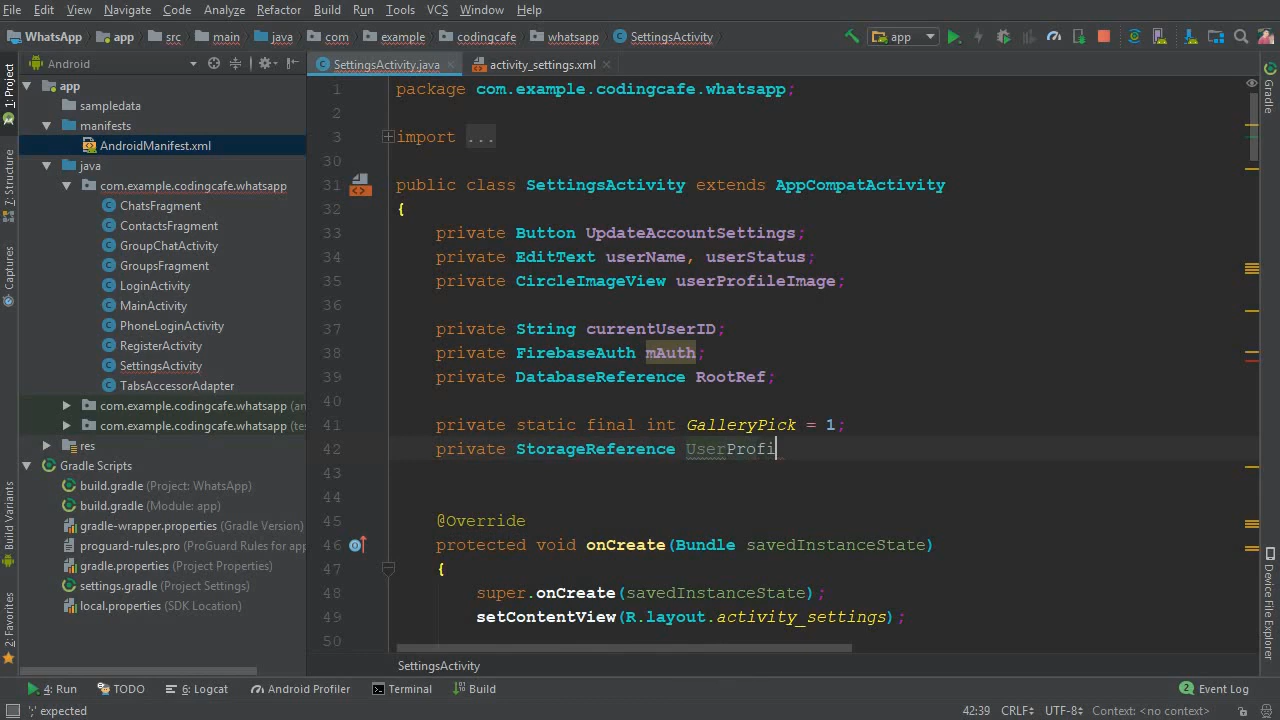 File Edit View Navigate Code Analyze Refactor Build Run Tools VCS Window Help
WhatsApp app src main java com example codingcafe whatsapp SettingsActivity app
Android SettingsActivity.java activity_settings.xml
1: Project
7: Structure
Captures
Build Variants
2: Favorites
app
sampledata
manifests
AndroidManifest.xml
java
com.example.codingcafe.whatsapp
ChatsFragment
ContactsFragment
GroupChatActivity
GroupsFragment
LoginActivity
MainActivity
PhoneLoginActivity
RegisterActivity
SettingsActivity
TabsAccessorAdapter
com.example.codingcafe.whatsapp (an
com.example.codingcafe.whatsapp (te
res
Gradle Scripts
build.gradle (Project: WhatsApp)
build.gradle (Module: app)
gradle-wrapper.properties (Gradle Version)
proguard-rules.pro (ProGuard Rules for app
gradle.properties (Project Properties)
settings.gradle (Project Settings)
local.properties (SDK Location)
1 package com.example.codingcafe.whatsapp;
2
3 import ...
30
31 public class SettingsActivity extends AppCompatActivity
32 {
33 private Button UpdateAccountSettings;
34 private EditText userName, userStatus;
35 private CircleImageView userProfileImage;
36
37 private String currentUserID;
38 private FirebaseAuth mAuth;
39 private DatabaseReference RootRef;
40
41 private static final int GalleryPick = 1;
42 private StorageReference UserProfi
43
44
45 @Override
46 protected void onCreate(Bundle savedInstanceState)
47 {
48 super.onCreate(savedInstanceState);
49 setContentView(R.layout.activity_settings);
50
SettingsActivity
Gradle
Device File Explorer
4: Run TODO 6: Logcat Android Profiler Terminal Build 2 Event Log
';' expected 42:39 CRLF UTF-8 Context: <no context>